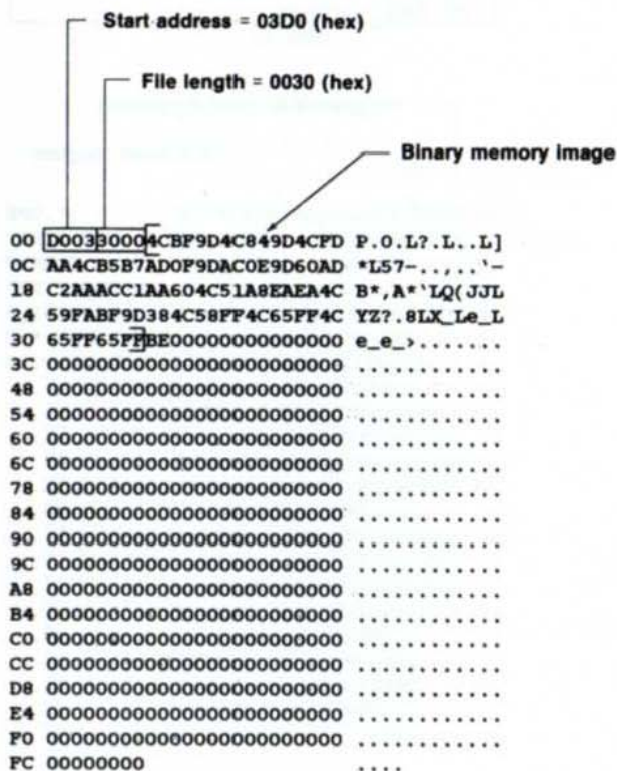 Start address = 03D0 (hex)
File length = 0030 (hex)
Binary memory image
00 D00330004CBF9D4C849D4CFD P.0.L?.L..L]
0C AA4CB5B7AD0F9DAC0E9D60AD *L57-..,..`-
18 C2AAACC1AA604C51A8EAEA4C B*,A*`LQ(JJL
24 59FABF9D384C58FF4C65FF4C YZ?.8LX_Le_L
30 65FF65FFBE00000000000000 e_e_>.......
3C 000000000000000000000000 ............
48 000000000000000000000000 ............
54 000000000000000000000000 ............
60 000000000000000000000000 ............
6C 000000000000000000000000 ............
78 000000000000000000000000 ............
84 000000000000000000000000 ............
90 000000000000000000000000 ............
9C 000000000000000000000000 ............
A8 000000000000000000000000 ............
B4 000000000000000000000000 ............
C0 000000000000000000000000 ............
CC 000000000000000000000000 ............
D8 000000000000000000000000 ............
E4 000000000000000000000000 ............
F0 000000000000000000000000 ............
FC 00000000 ....